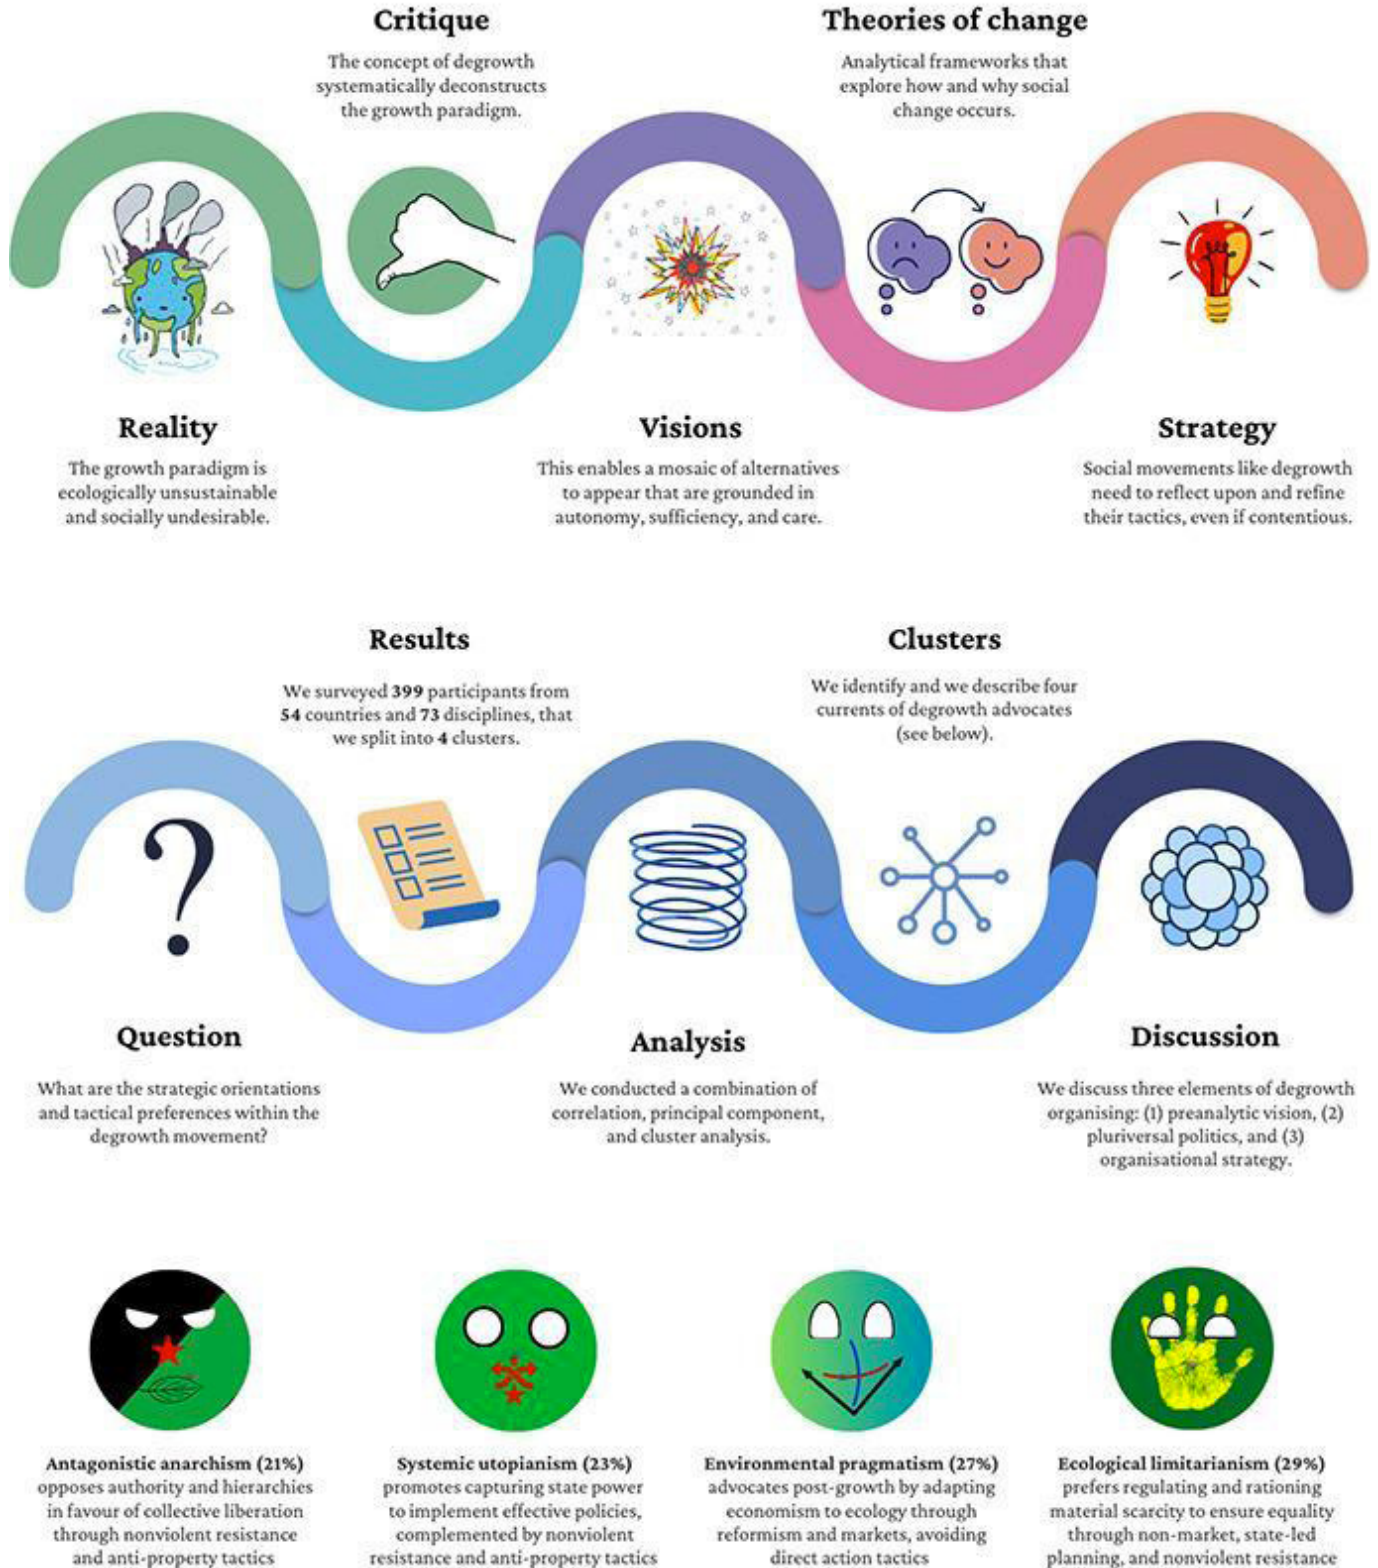 Critique
The concept of degrowth
systematically deconstructs
the growth paradigm.
Theories of change
Analytical frameworks that
explore how and why social
change occurs.
Reality
The growth paradigm is
ecologically unsustainable
and socially undesirable.
Visions
This enables a mosaic of alternatives
to appear that are grounded in
autonomy, sufficiency, and care.
Strategy
Social movements like degrowth
need to reflect upon and refine
their tactics, even if contentious.
Results
We surveyed 399 participants from
54 countries and 73 disciplines, that
we split into 4 clusters.
Clusters
We identify and we describe four
currents of degrowth advocates
(see below).
?
Question
What are the strategic orientations
and tactical preferences within the
degrowth movement?
Analysis
We conducted a combination of
correlation, principal component,
and cluster analysis.
Discussion
We discuss three elements of degrowth
organising: (1) preanalytic vision, (2)
pluriversal politics, and (3)
organisational strategy.
Antagonistic anarchism (21%)
opposes authority and hierarchies
in favour of collective liberation
through nonviolent resistance
and anti-property tactics
Systemic utopianism (23%)
promotes capturing state power
to implement effective policies,
complemented by nonviolent
resistance and anti-property tactics
Environmental pragmatism (27%)
advocates post-growth by adapting
economism to ecology through
reformism and markets, avoiding
direct action tactics
Ecological limitarianism (29%)
prefers regulating and rationing
material scarcity to ensure equality
through non-market, state-led
planning, and nonviolent resistance